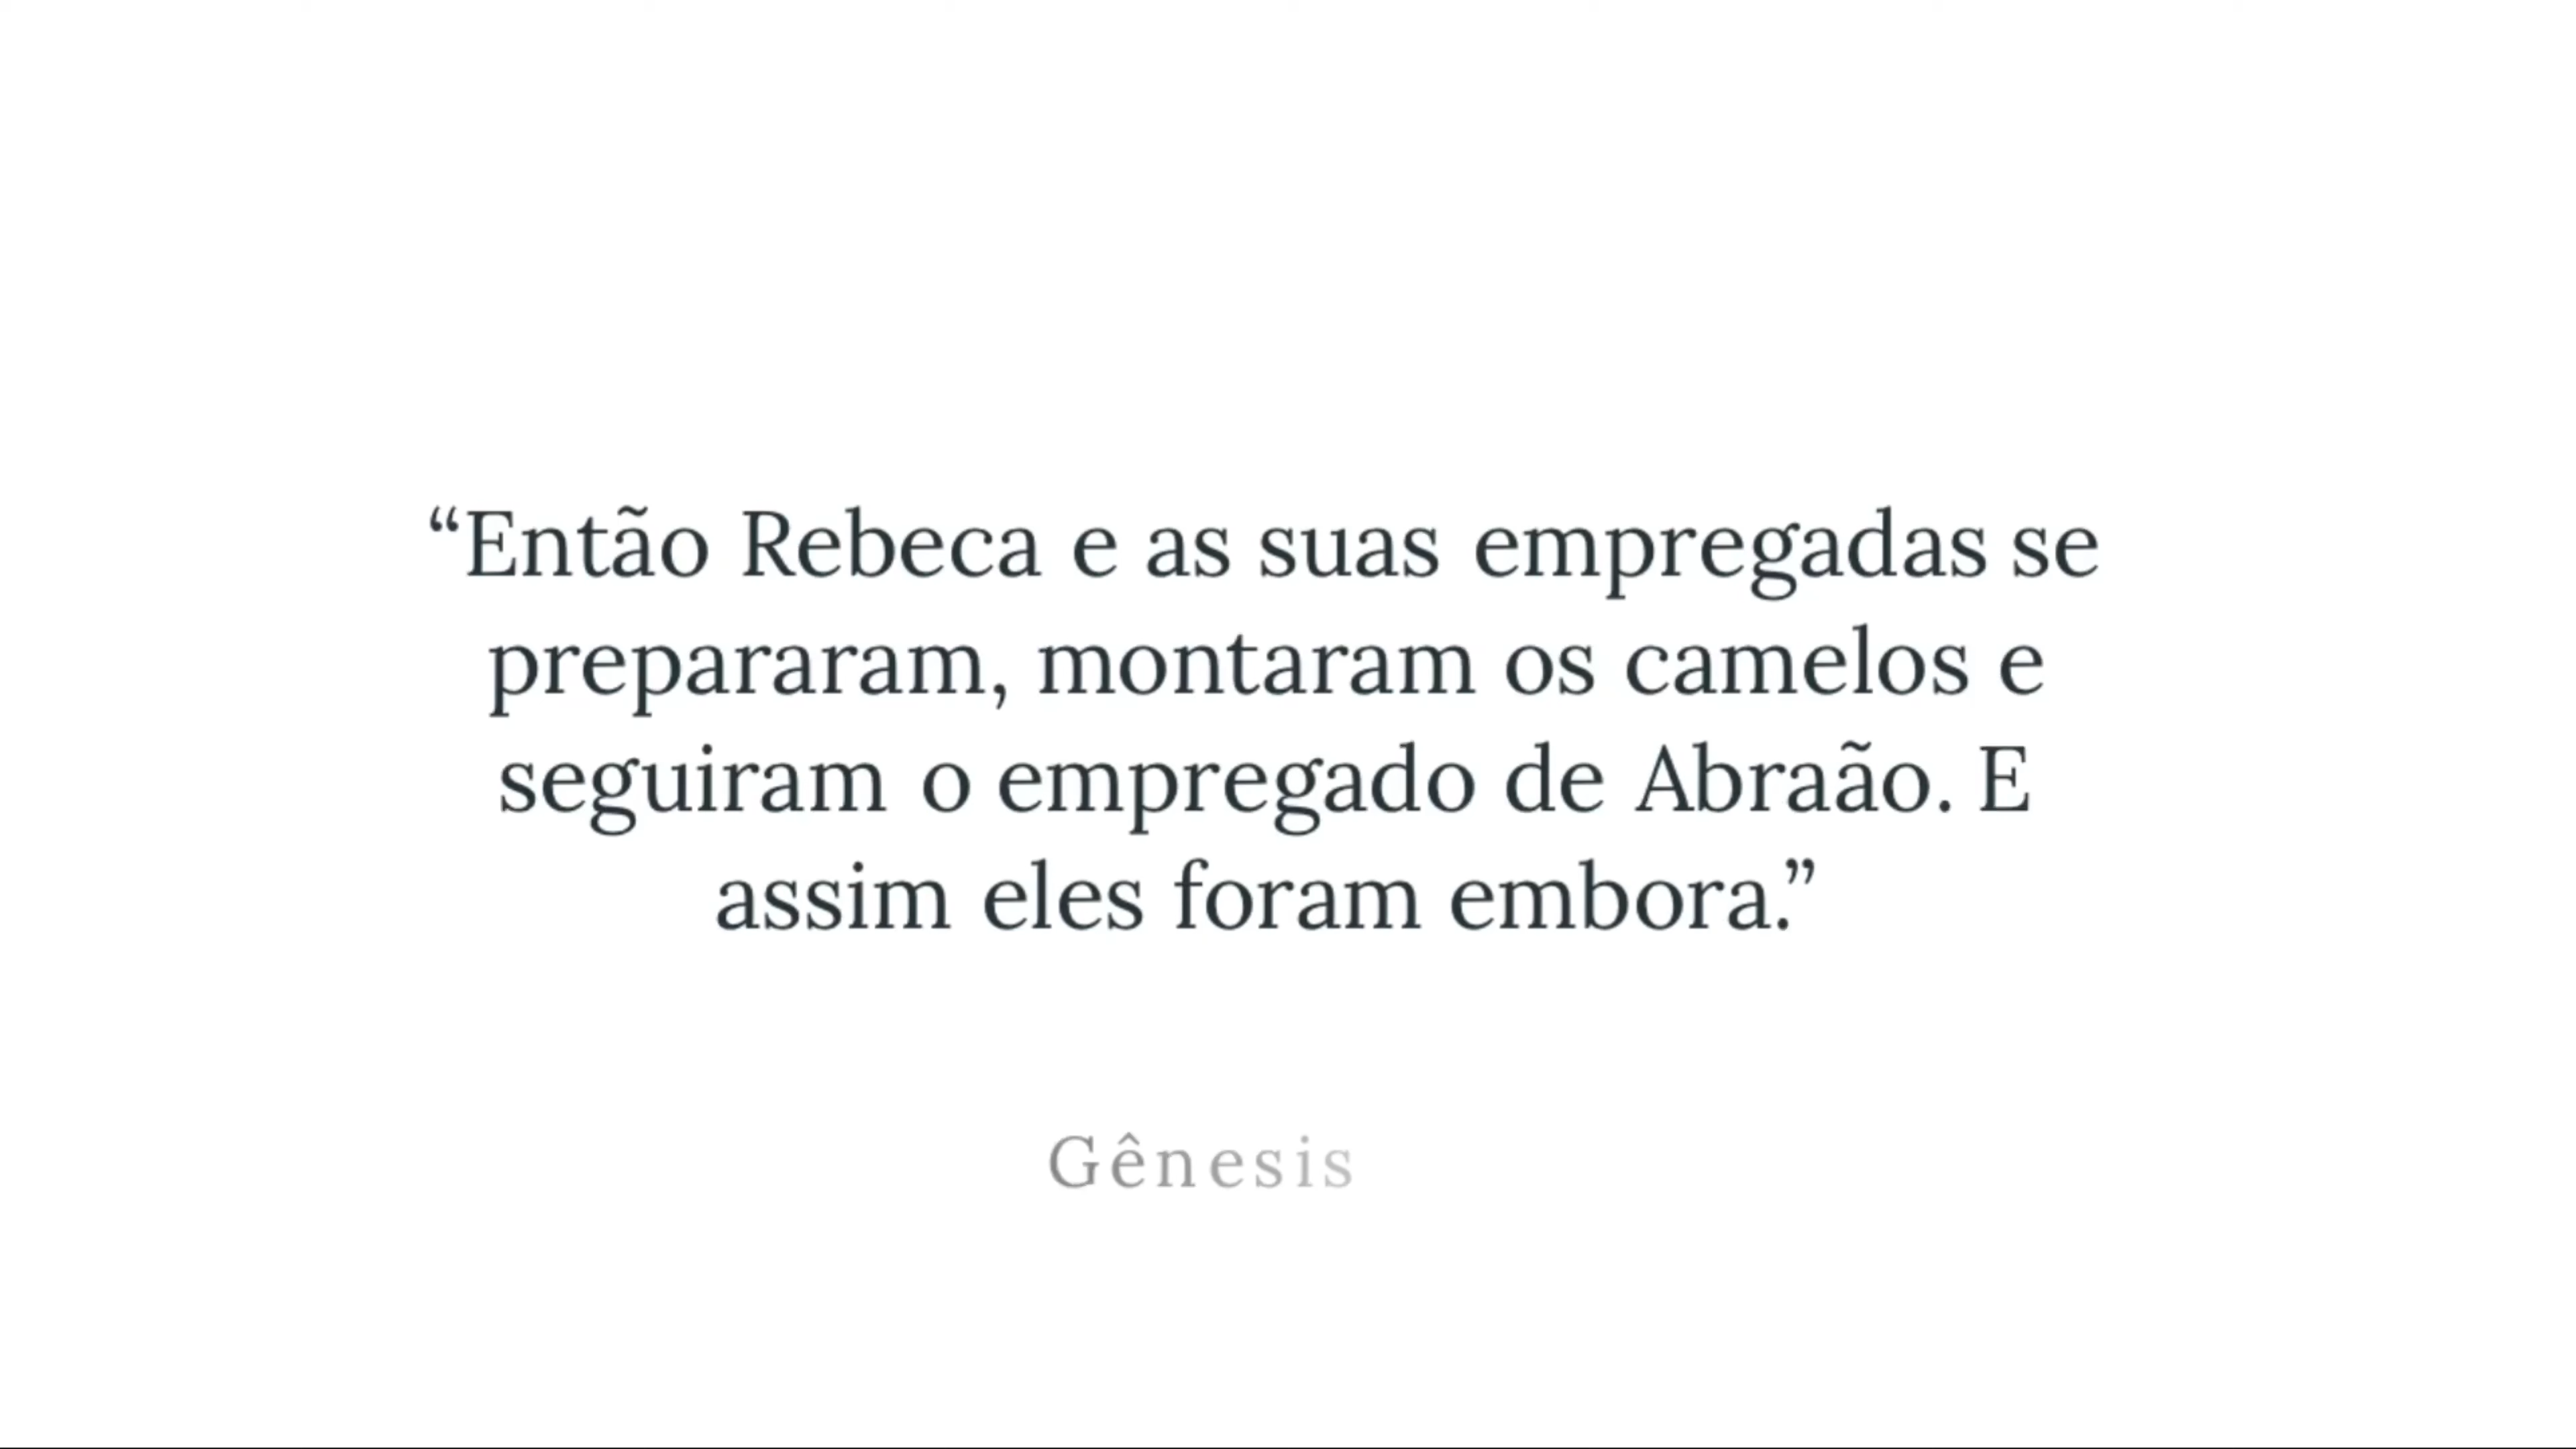 “Então Rebeca e as suas empregadas se
prepararam, montaram os camelos e
seguiram o empregado de Abraão. E
assim eles foram embora.”
Gênesis